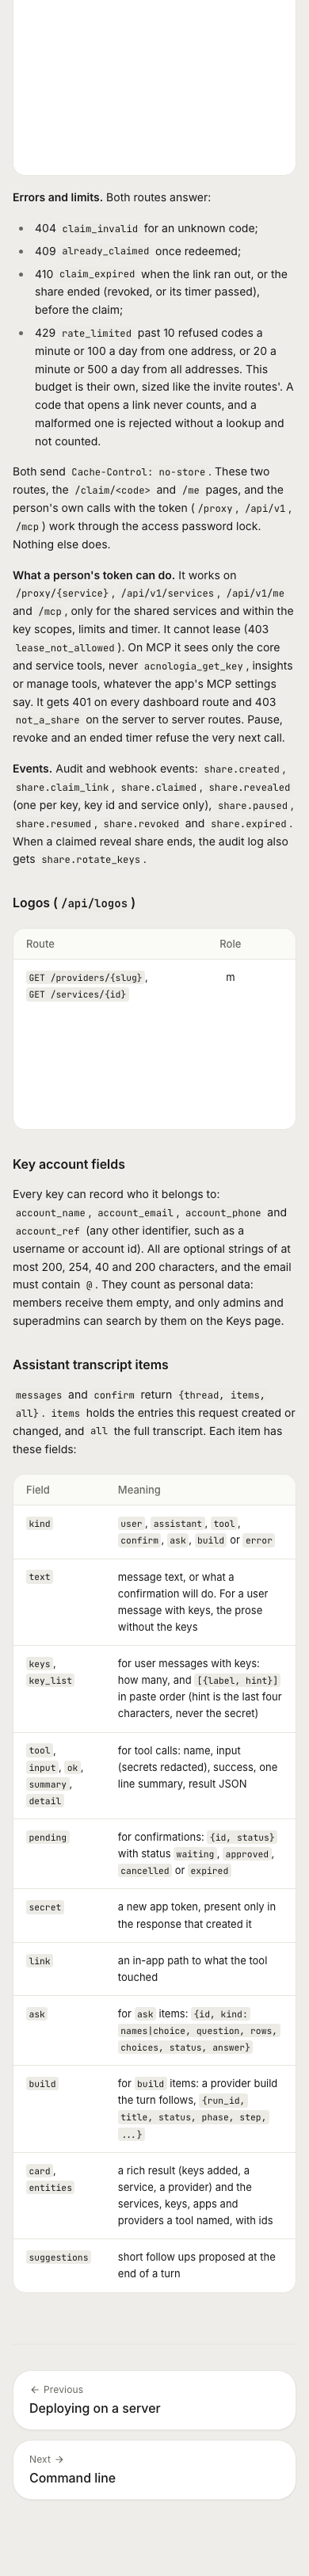 Errors and limits. Both routes answer:
• 404 claim_invalid for an unknown code;
• 409 already_claimed once redeemed;
• 410 claim_expired when the link ran out, or the
share ended (revoked, or its timer passed),
before the claim;
• 429 rate_limited past 10 refused codes a
minute or 100 a day from one address, or 20 a
minute or 500 a day from all addresses. This
budget is their own, sized like the invite routes'. A
code that opens a link never counts, and a
malformed one is rejected without a lookup and
not counted.
Both send Cache-Control: no-store. These two
routes, the /claim/<code> and /me pages, and the
person's own calls with the token (/proxy, /api/v1,
/mcp) work through the access password lock.
Nothing else does.
What a person's token can do. It works on
/proxy/{service}, /api/v1/services, /api/v1/me
and /mcp, only for the shared services and within the
key scopes, limits and timer. It cannot lease (403
lease_not_allowed). On MCP it sees only the core
and service tools, never acnologia_get_key, insights
or manage tools, whatever the app's MCP settings
say. It gets 401 on every dashboard route and 403
not_a_share on the server to server routes. Pause,
revoke and an ended timer refuse the very next call.
Events. Audit and webhook events: share.created,
share.claim_link, share.claimed, share.revealed
(one per key, key id and service only), share.paused,
share.resumed, share.revoked and share.expired.
When a claimed reveal share ends, the audit log also
gets share.rotate_keys.
Logos (/api/logos)
Route Role
GET /providers/{slug}, m
GET /services/{id}
Key account fields
Every key can record who it belongs to:
account_name, account_email, account_phone and
account_ref (any other identifier, such as a
username or account id). All are optional strings of at
most 200, 254, 40 and 200 characters, and the email
must contain @. They count as personal data:
members receive them empty, and only admins and
superadmins can search by them on the Keys page.
Assistant transcript items
messages and confirm return {thread, items,
all}. items holds the entries this request created or
changed, and all the full transcript. Each item has
these fields:
Field Meaning
kind user, assistant, tool,
confirm, ask, build or error
text message text, or what a
confirmation will do. For a user
message with keys, the prose
without the keys
keys, for user messages with keys:
key_list how many, and [{label, hint}]
in paste order (hint is the last four
characters, never the secret)
tool, for tool calls: name, input
input, ok, (secrets redacted), success, one
summary, line summary, result JSON
detail
pending for confirmations: {id, status}
with status waiting, approved,
cancelled or expired
secret a new app token, present only in
the response that created it
link an in-app path to what the tool
touched
ask for ask items: {id, kind:
names|choice, question, rows,
choices, status, answer}
build for build items: a provider build
the turn follows, {run_id,
title, status, phase, step,
...}
card, a rich result (keys added, a
entities service, a provider) and the
services, keys, apps and
providers a tool named, with ids
suggestions short follow ups proposed at the
end of a turn
← Previous
Deploying on a server
Next →
Command line